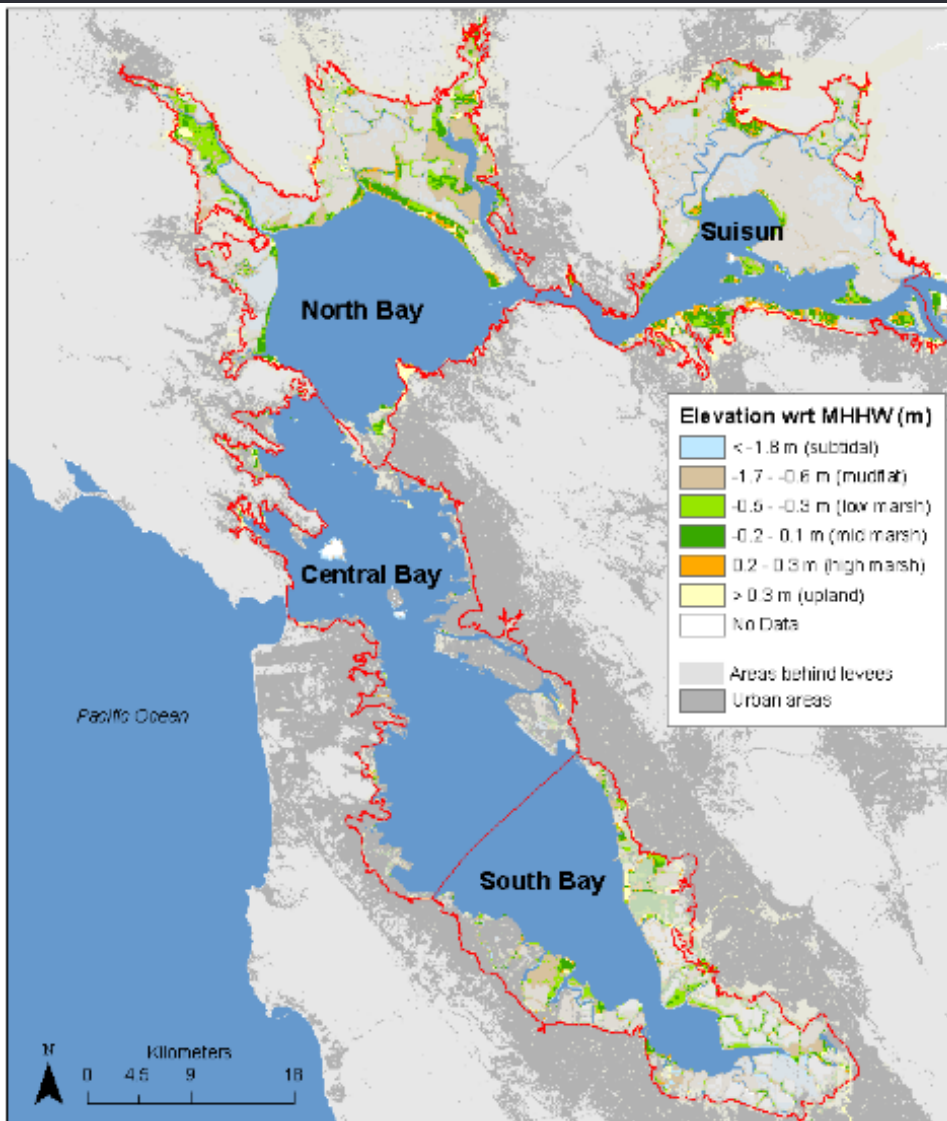 Suisun
North Bay
Elevation wrt MHHW (m)
< -1.8 m (subtidal)
-1.7 - -0.6 m (mudflat)
-0.5 - -0.3 m (low marsh)
-0.2 - 0.1 m (mid marsh)
0.2 - 0.3 m (high marsh)
> 0.3 m (upland)
No Data
Areas behind levees
Urban areas
Central Bay
Pacific Ocean
South Bay
N
Kilometers
0 4.5 9 18